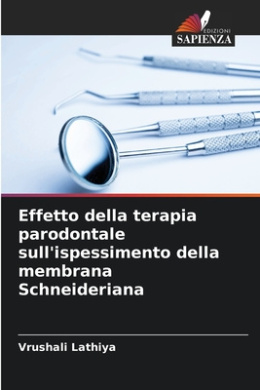 EDIZIONI
SAPIENZA
Effetto della terapia
parodontale
sull'ispessimento della
membrana
Schneideriana
Vrushali Lathiya